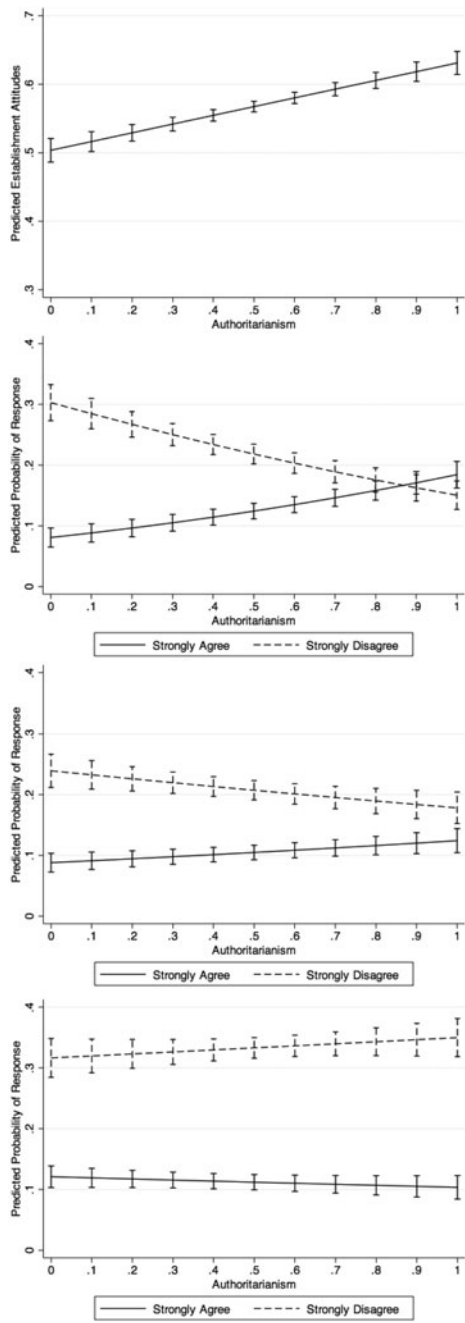 Predicted Establishment Attitudes
.7
.6
.5
.4
.3
0 .1 .2 .3 .4 .5 .6 .7 .8 .9 1
Authoritarianism
Predicted Probability of Response
.4
.3
.2
.1
0
0 .1 .2 .3 .4 .5 .6 .7 .8 .9 1
Authoritarianism
Strongly Agree Strongly Disagree
Predicted Probability of Response
.4
.3
.2
.1
0
0 .1 .2 .3 .4 .5 .6 .7 .8 .9 1
Authoritarianism
Strongly Agree Strongly Disagree
Predicted Probability of Response
.4
.3
.2
.1
0
0 .1 .2 .3 .4 .5 .6 .7 .8 .9 1
Authoritarianism
Strongly Agree Strongly Disagree